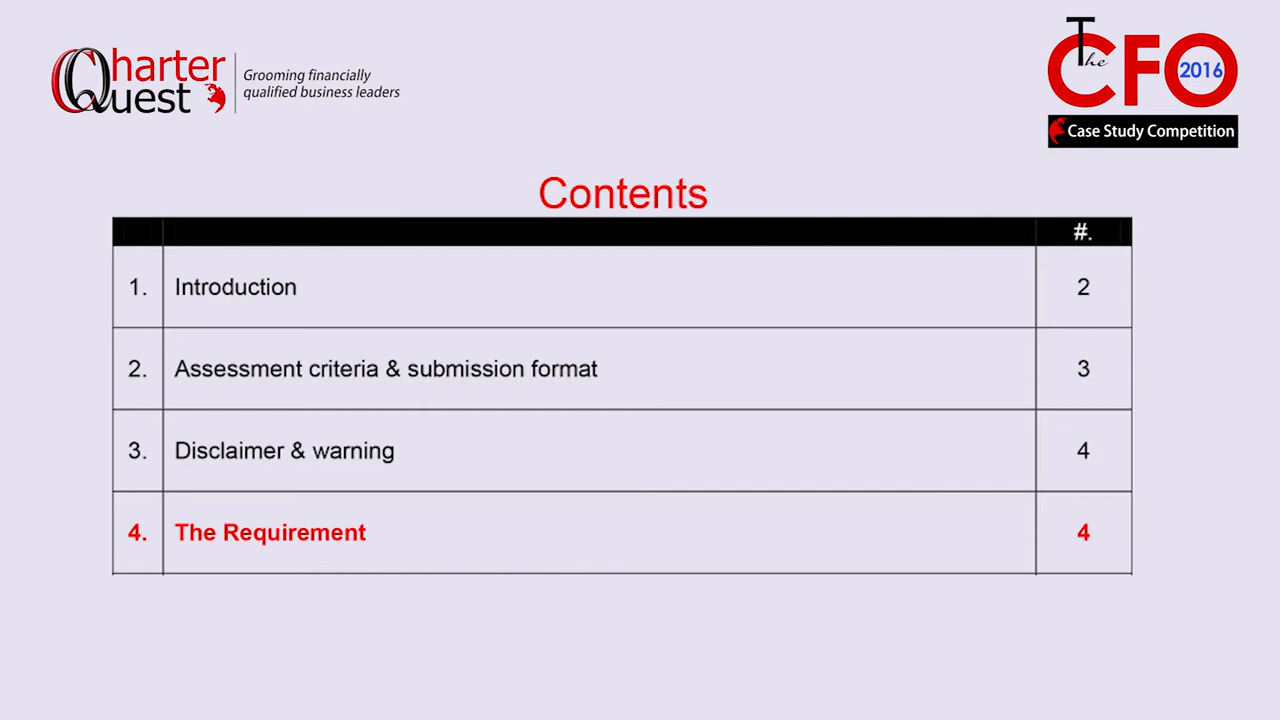 Charter
Quest
Grooming financially
qualified business leaders
The CFO
2016
Case Study Competition
Contents
#.
1. Introduction 2
2. Assessment criteria & submission format 3
3. Disclaimer & warning 4
4. The Requirement 4